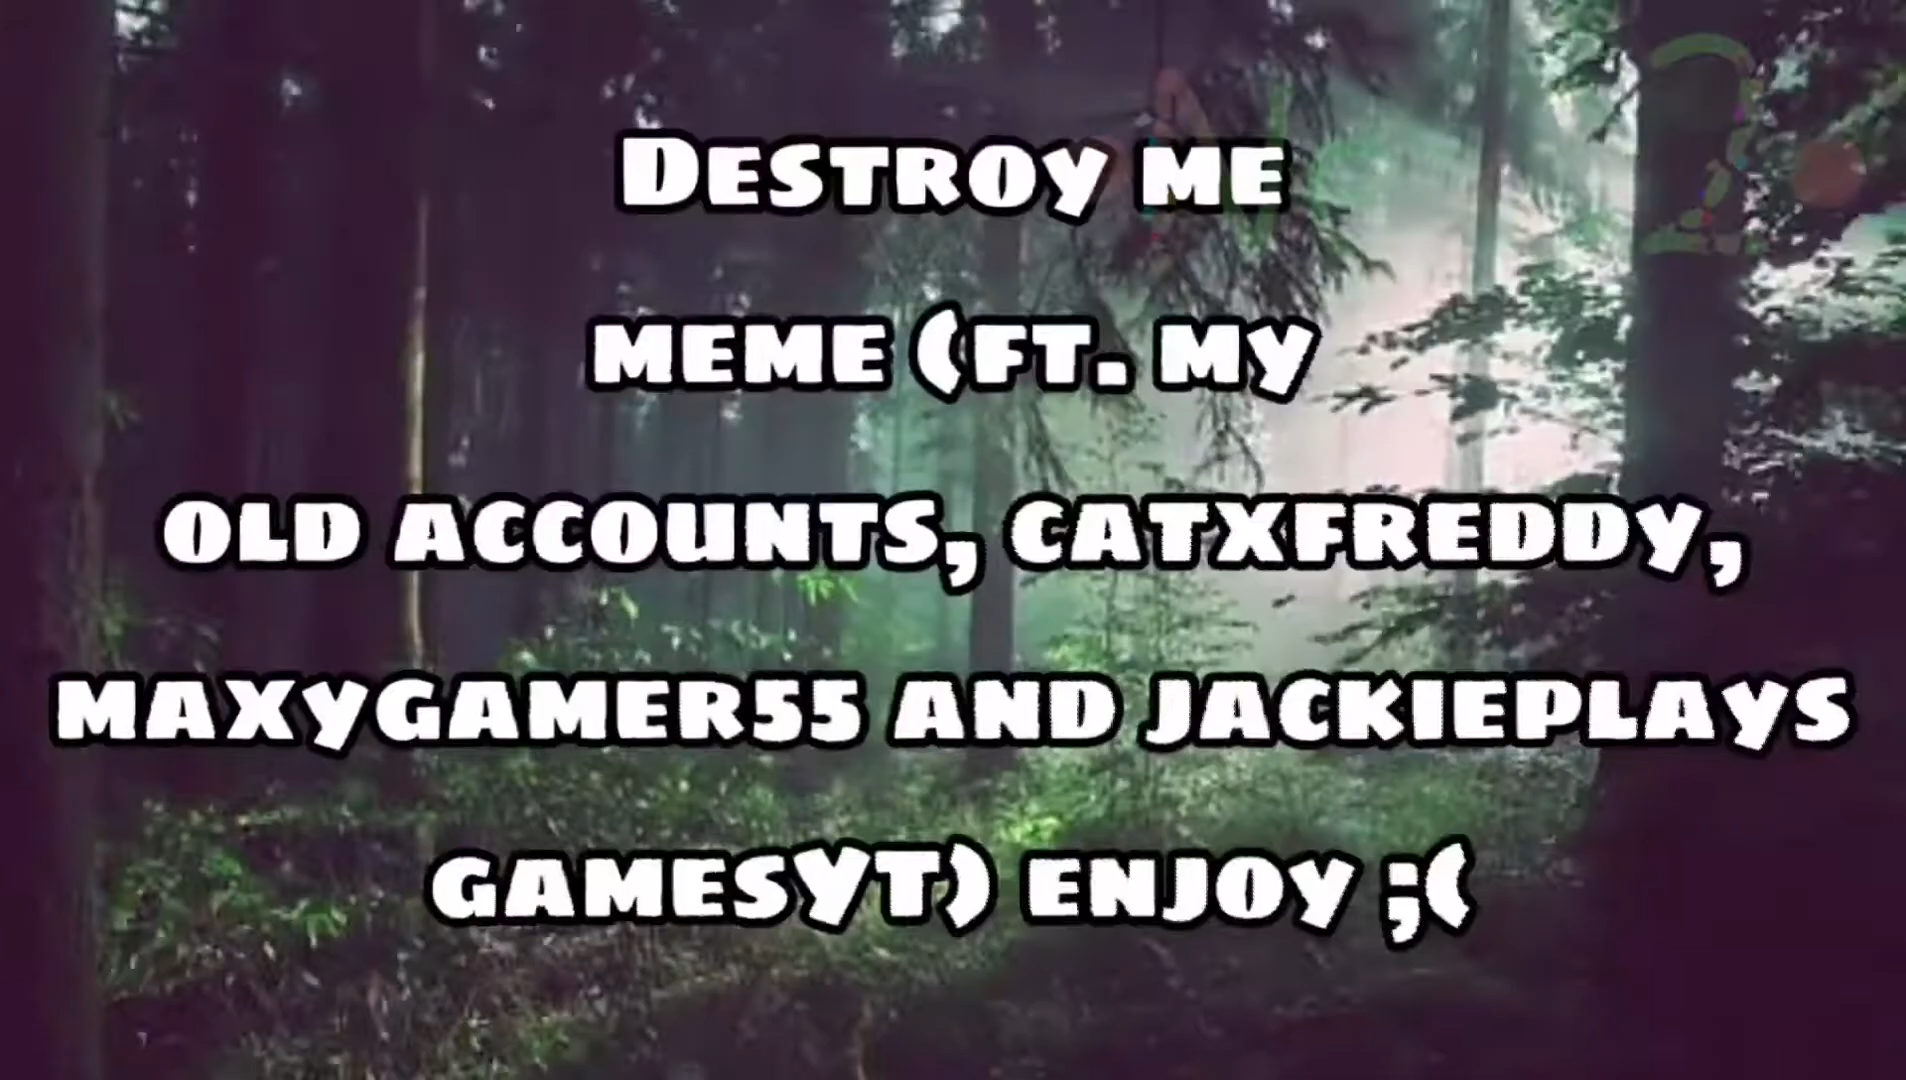 Destroy me
meme (ft. my
old accounts, catxfreddy,
maxygamer55 and jackieplays
gamesYT) enjoy ;(